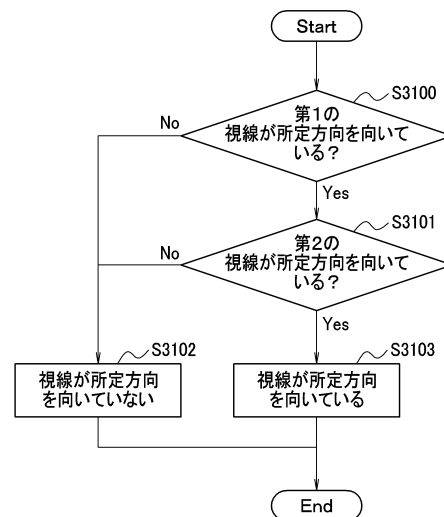 Start
S3100
第1の
視線が所定方向を向いて
いる？
No
Yes
S3101
第2の
視線が所定方向を向いて
いる？
No
Yes
S3102
視線が所定方向
を向いていない
S3103
視線が所定方向
を向いている
End